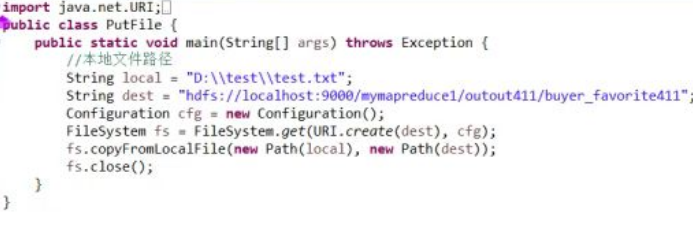 import java.net.URI;
public class PutFile {
public static void main(String[] args) throws Exception {
//本地文件路径
String local = "D:\\test\\test.txt";
String dest = "hdfs://localhost:9000/mymapreduce1/outout411/buyer_favorite411";
Configuration cfg = new Configuration();
FileSystem fs = FileSystem.get(URI.create(dest), cfg);
fs.copyFromLocalFile(new Path(local), new Path(dest));
fs.close();
}
}